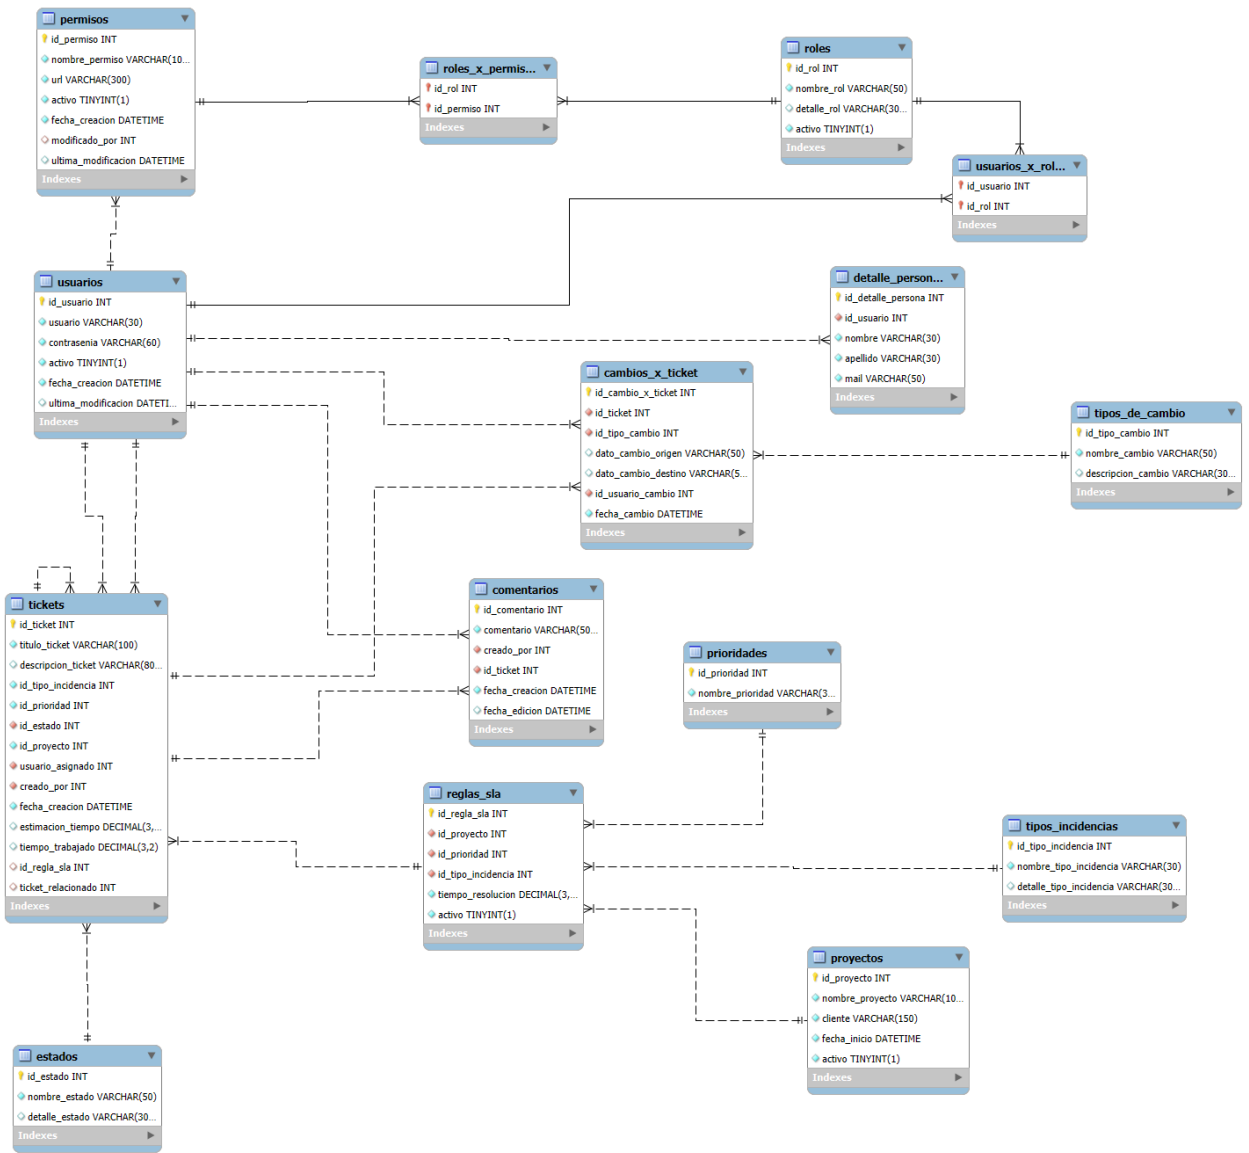 permisos
id_permiso INT
nombre_permiso VARCHAR(10...
url VARCHAR(300)
activo TINYINT(1)
fecha_creacion DATETIME
modificado_por INT
ultima_modificacion DATETIME
Indexes
roles_x_permis...
id_rol INT
id_permiso INT
Indexes
roles
id_rol INT
nombre_rol VARCHAR(50)
detalle_rol VARCHAR(30...
activo TINYINT(1)
Indexes
usuarios_x_rol...
id_usuario INT
id_rol INT
Indexes
usuarios
id_usuario INT
usuario VARCHAR(30)
contrasenia VARCHAR(60)
activo TINYINT(1)
fecha_creacion DATETIME
ultima_modificacion DATETI...
Indexes
detalle_person...
id_detalle_persona INT
id_usuario INT
nombre VARCHAR(30)
apellido VARCHAR(30)
mail VARCHAR(50)
Indexes
cambios_x_ticket
id_cambio_x_ticket INT
id_ticket INT
id_tipo_cambio INT
dato_cambio_origen VARCHAR(50)
dato_cambio_destino VARCHAR(5...
id_usuario_cambio INT
fecha_cambio DATETIME
Indexes
tipos_de_cambio
id_tipo_cambio INT
nombre_cambio VARCHAR(50)
descripcion_cambio VARCHAR(30...
Indexes
tickets
id_ticket INT
titulo_ticket VARCHAR(100)
descripcion_ticket VARCHAR(80...
id_tipo_incidencia INT
id_prioridad INT
id_estado INT
id_proyecto INT
usuario_asignado INT
creado_por INT
fecha_creacion DATETIME
estimacion_tiempo DECIMAL(3,...
tiempo_trabajado DECIMAL(3,2)
id_regla_sla INT
ticket_relacionado INT
Indexes
comentarios
id_comentario INT
comentario VARCHAR(50...
creado_por INT
id_ticket INT
fecha_creacion DATETIME
fecha_edicion DATETIME
Indexes
prioridades
id_prioridad INT
nombre_prioridad VARCHAR(3...
Indexes
reglas_sla
id_regla_sla INT
id_proyecto INT
id_prioridad INT
id_tipo_incidencia INT
tiempo_resolucion DECIMAL(3,...
activo TINYINT(1)
Indexes
tipos_incidencias
id_tipo_incidencia INT
nombre_tipo_incidencia VARCHAR(30)
detalle_tipo_incidencia VARCHAR(30...
Indexes
proyectos
id_proyecto INT
nombre_proyecto VARCHAR(10...
cliente VARCHAR(150)
fecha_inicio DATETIME
activo TINYINT(1)
Indexes
estados
id_estado INT
nombre_estado VARCHAR(50)
detalle_estado VARCHAR(30...
Indexes